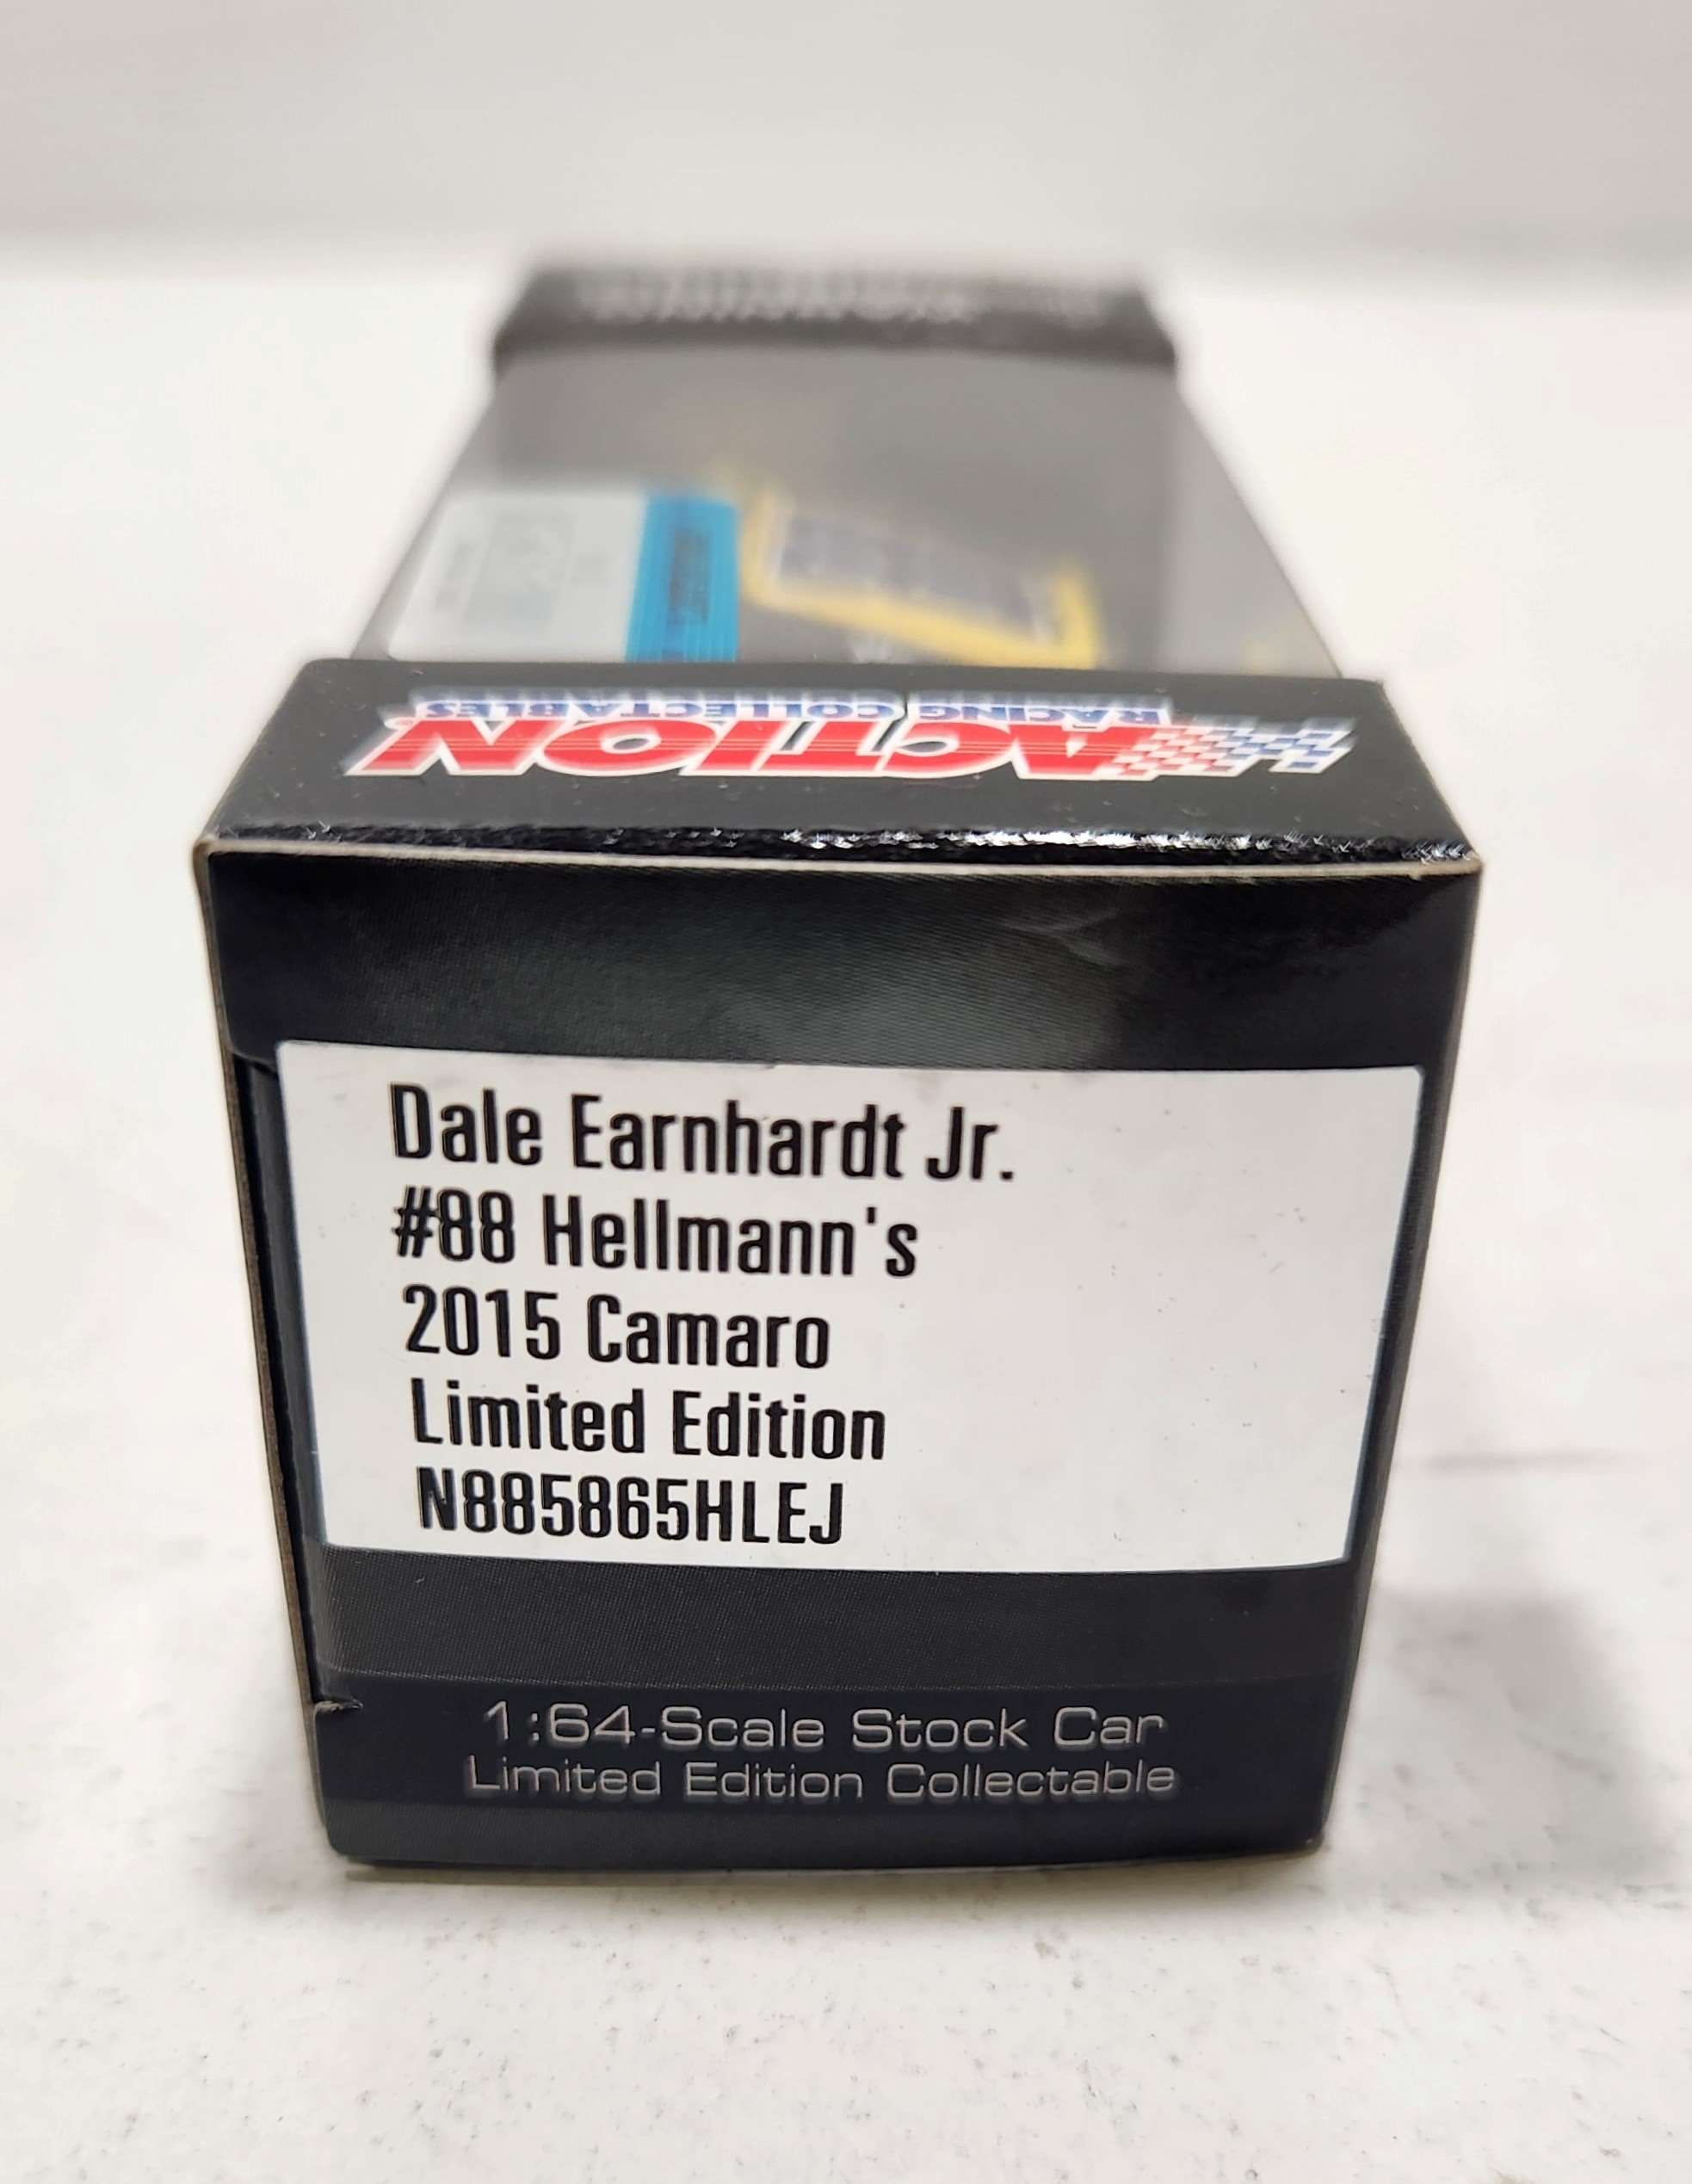 ACTION
RACING COLLECTABLES
Dale Earnhardt Jr.
#88 Hellmann's
2015 Camaro
Limited Edition
N885865HLEJ
1:64-Scale Stock Car
Limited Edition Collectable